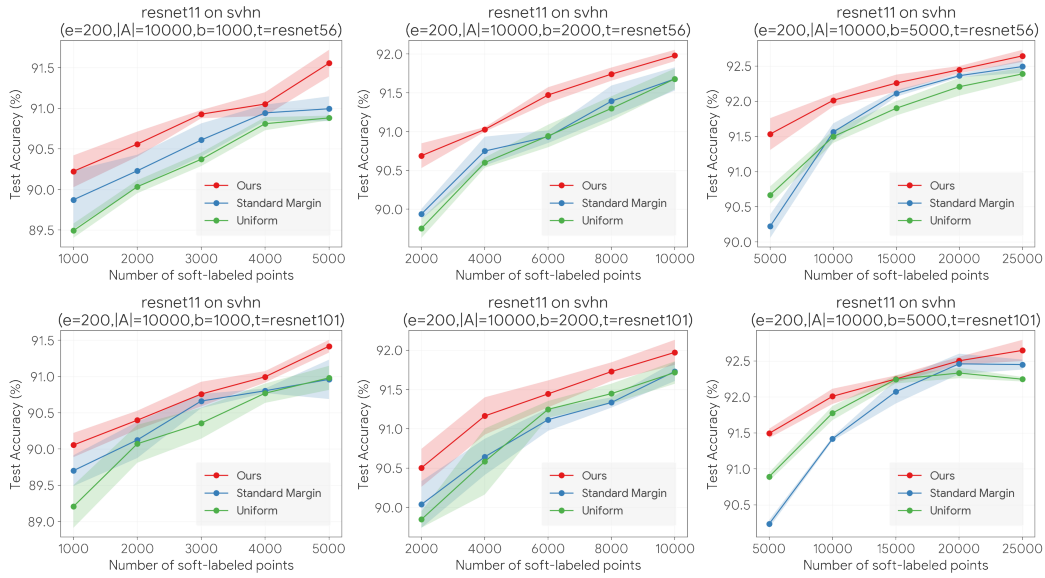 resnet11 on svhn
(e=200,|A|=10000,b=1000,t=resnet56)
Test Accuracy (%)
91.5
91.0
90.5
90.0
89.5
Ours
Standard Margin
Uniform
1000 2000 3000 4000 5000
Number of soft-labeled points
resnet11 on svhn
(e=200,|A|=10000,b=2000,t=resnet56)
Test Accuracy (%)
92.0
91.5
91.0
90.5
90.0
Ours
Standard Margin
Uniform
2000 4000 6000 8000 10000
Number of soft-labeled points
resnet11 on svhn
(e=200,|A|=10000,b=5000,t=resnet56)
Test Accuracy (%)
92.5
92.0
91.5
91.0
90.5
90.0
Ours
Standard Margin
Uniform
5000 10000 15000 20000 25000
Number of soft-labeled points
resnet11 on svhn
(e=200,|A|=10000,b=1000,t=resnet101)
Test Accuracy (%)
91.5
91.0
90.5
90.0
89.5
89.0
Ours
Standard Margin
Uniform
1000 2000 3000 4000 5000
Number of soft-labeled points
resnet11 on svhn
(e=200,|A|=10000,b=2000,t=resnet101)
Test Accuracy (%)
92.0
91.5
91.0
90.5
90.0
Ours
Standard Margin
Uniform
2000 4000 6000 8000 10000
Number of soft-labeled points
resnet11 on svhn
(e=200,|A|=10000,b=5000,t=resnet101)
Test Accuracy (%)
92.5
92.0
91.5
91.0
90.5
Ours
Standard Margin
Uniform
5000 10000 15000 20000 25000
Number of soft-labeled points